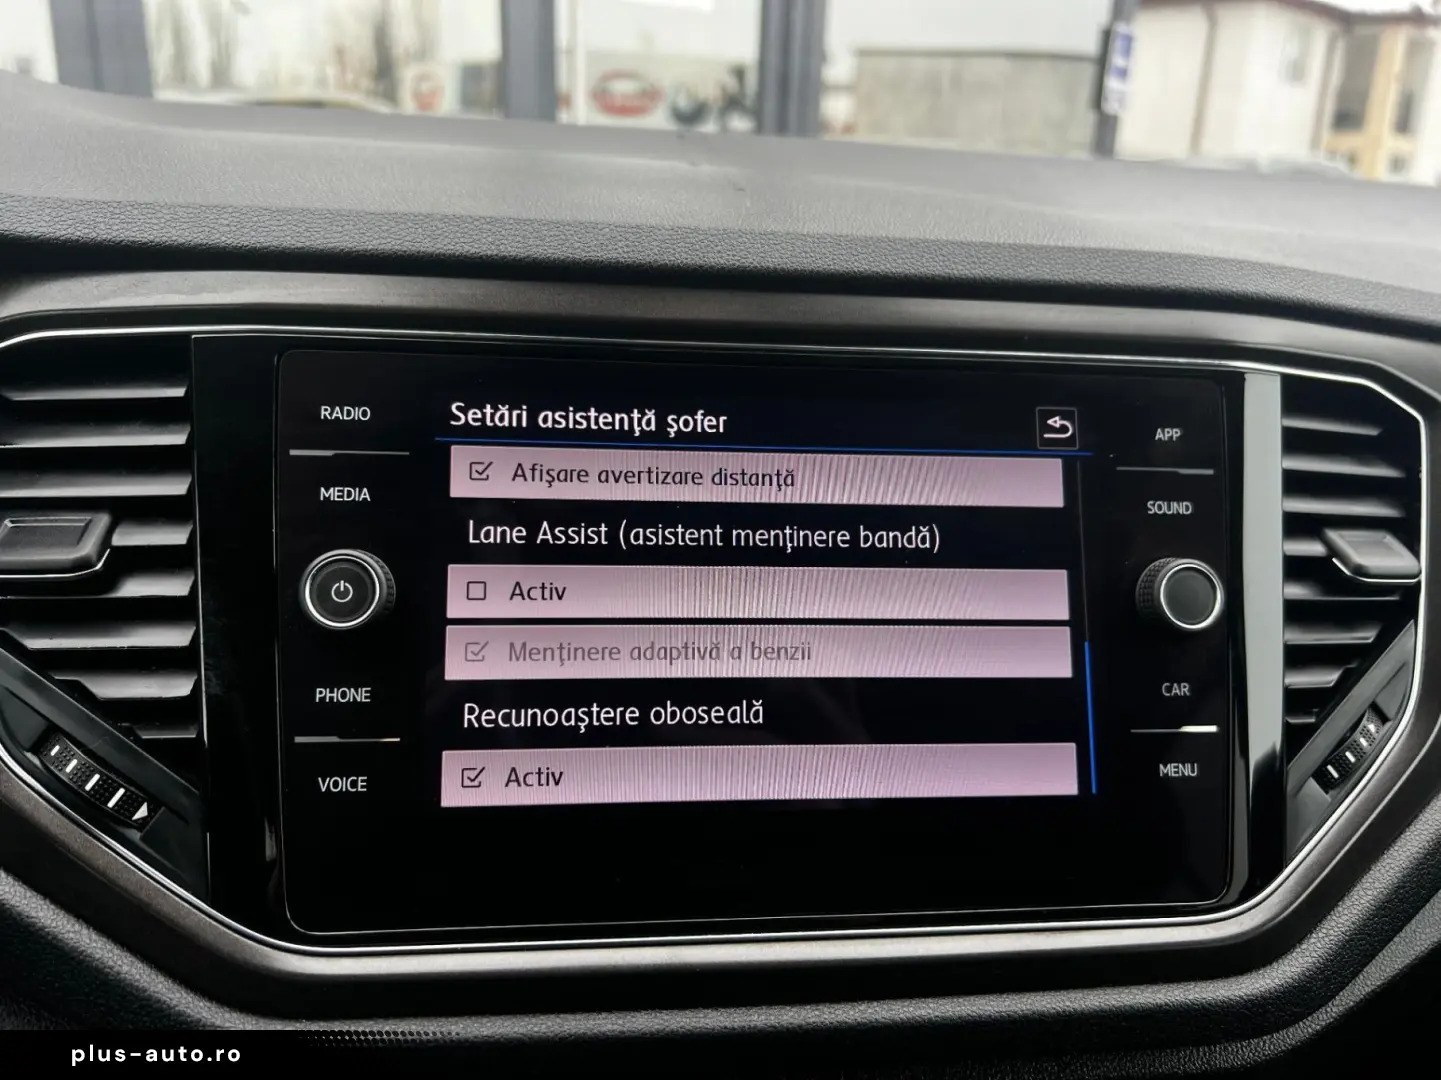 RADIO
MEDIA
PHONE
VOICE
Setări asistenţă şofer
Afişare avertizare distanţă
Lane Assist (asistent menţinere bandă)
Activ
Menţinere adaptivă a benzii
Recunoaştere oboseală
Activ
APP
SOUND
CAR
MENU
plus-auto.ro